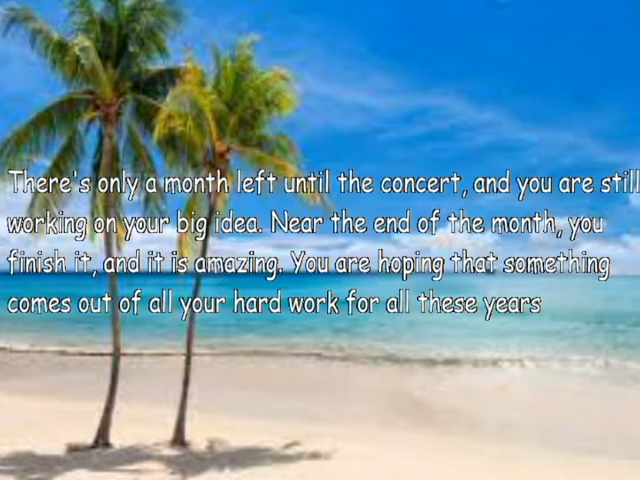 There's only a month left until the concert, and you are still
working on your big idea. Near the end of the month, you
finish it, and it is amazing. You are hoping that something
comes out of all your hard work for all these years